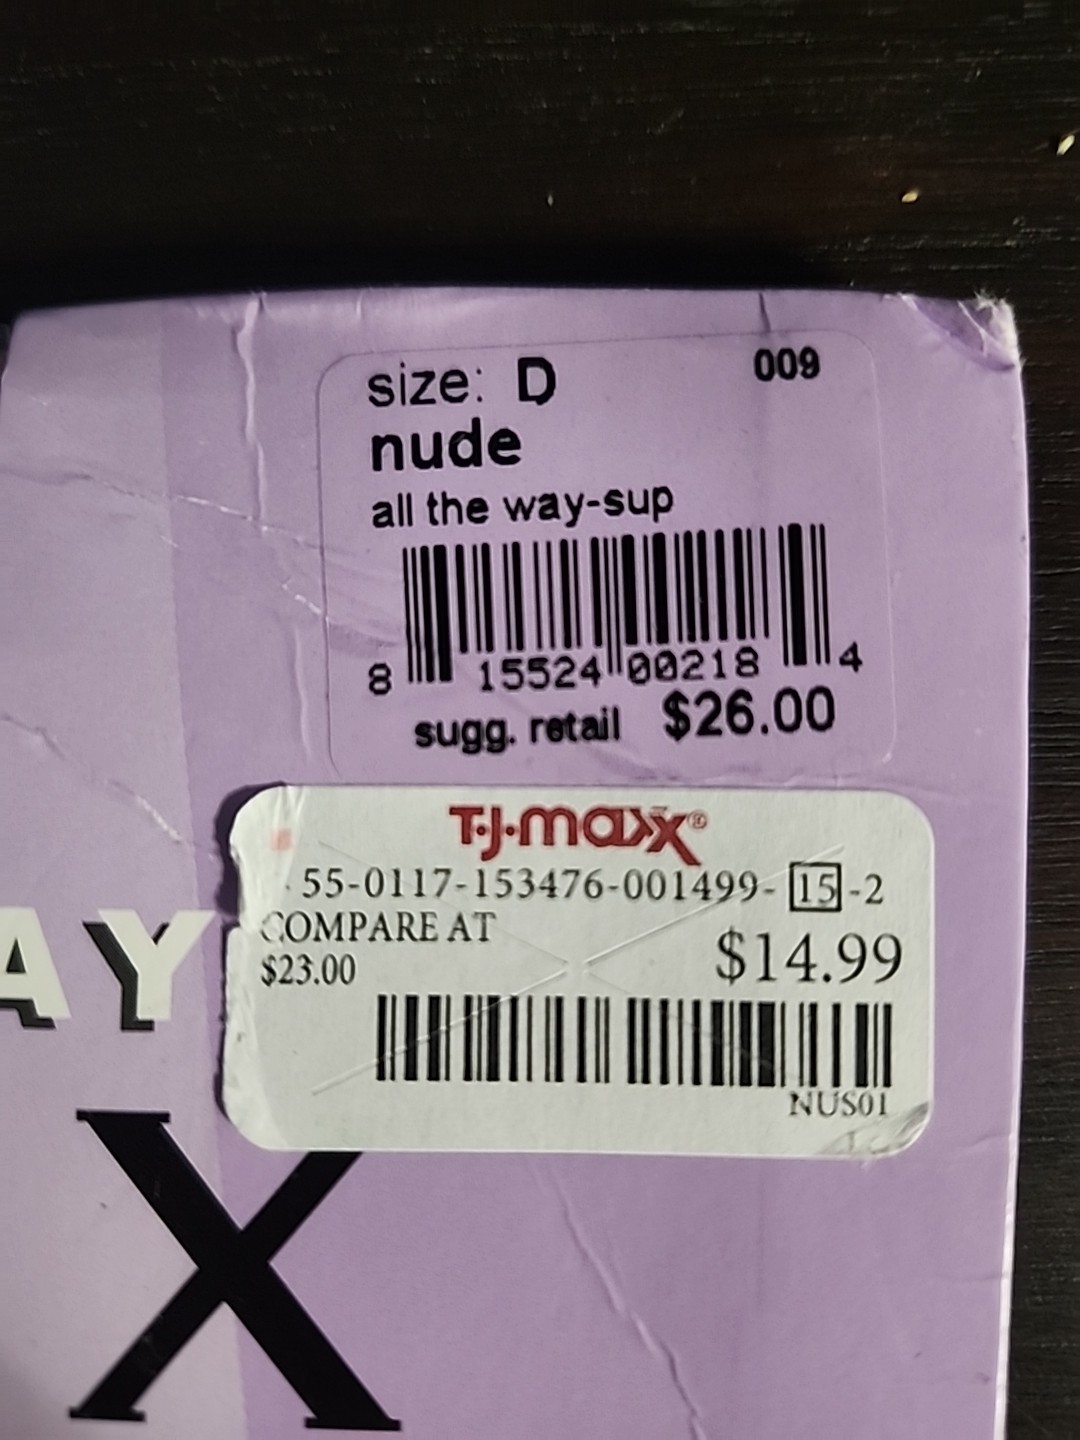 size: D 009
nude
all the way-sup
8 15524 00218 4
sugg. retail $26.00
T.J.maxx®
55-0117-153476-001499-15-2
COMPARE AT
$23.00 $14.99
NUS01
AY
X